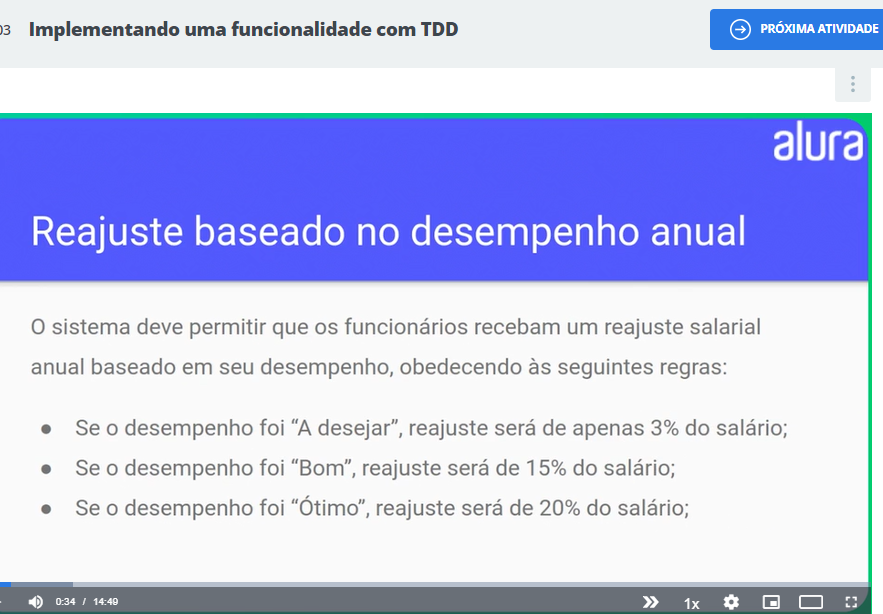 03 Implementando uma funcionalidade com TDD
PRÓXIMA ATIVIDADE
alura
Reajuste baseado no desempenho anual
O sistema deve permitir que os funcionários recebam um reajuste salarial
anual baseado em seu desempenho, obedecendo às seguintes regras:
● Se o desempenho foi “A desejar”, reajuste será de apenas 3% do salário;
● Se o desempenho foi “Bom”, reajuste será de 15% do salário;
● Se o desempenho foi “Ótimo”, reajuste será de 20% do salário;
0:34 / 14:49
1x